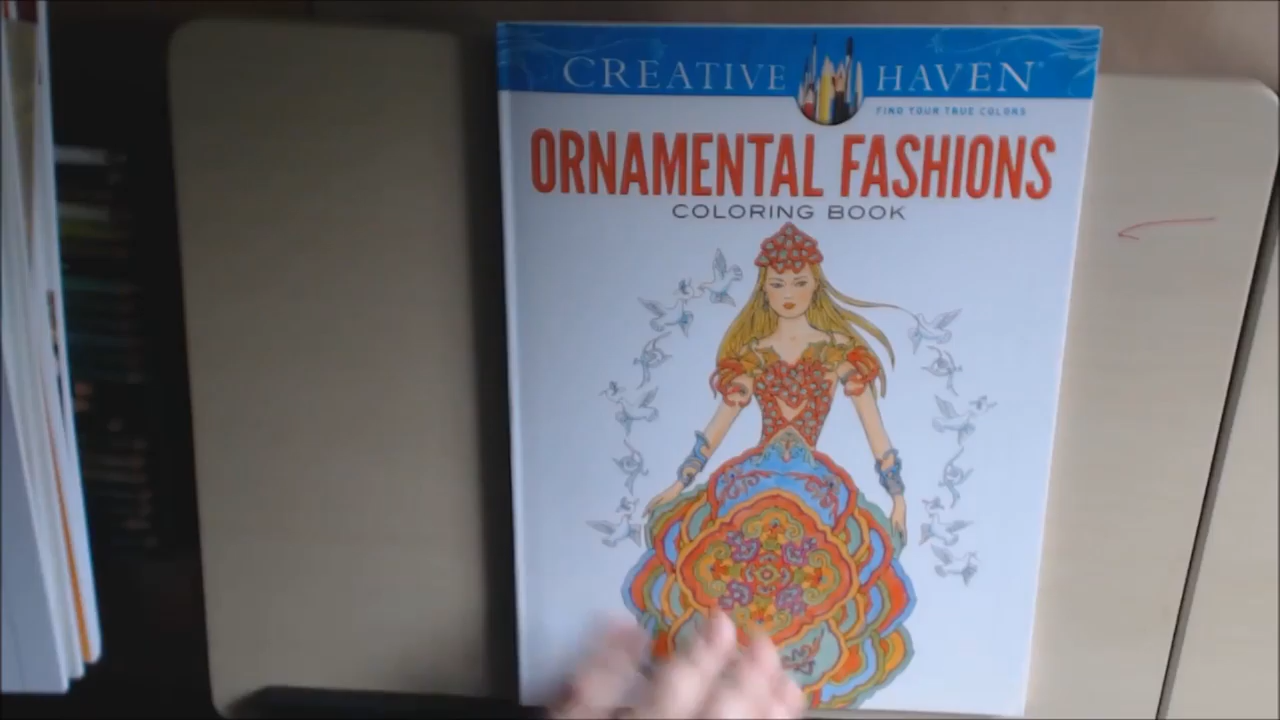 CREATIVE HAVEN®
FIND YOUR TRUE COLORS
ORNAMENTAL FASHIONS
COLORING BOOK